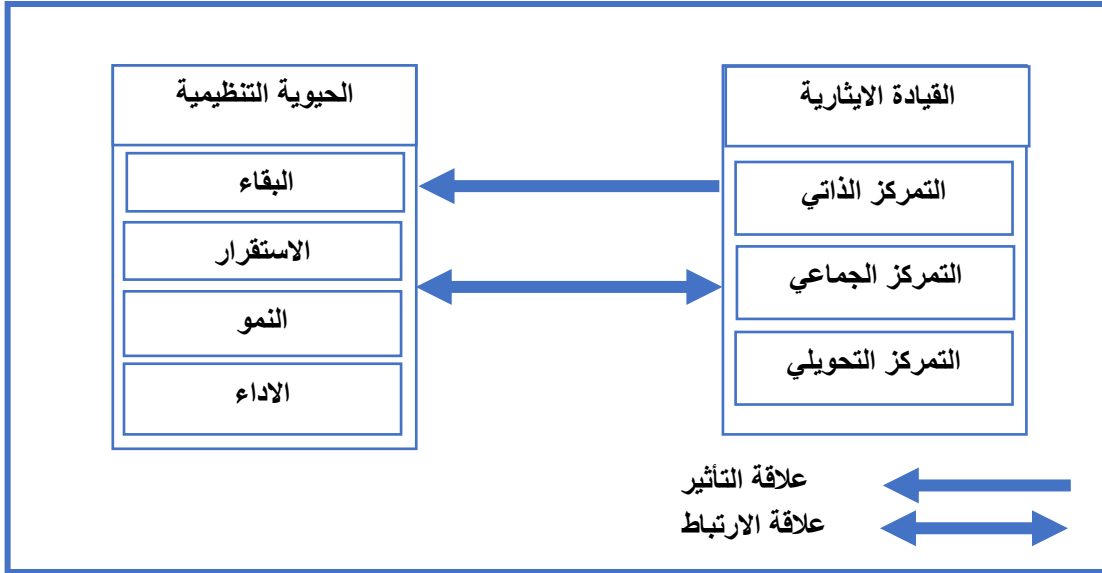 القيادة الايثارية
التمركز الذاتي
التمركز الجماعي
التمركز التحويلي
الحيوية التنظيمية
البقاء
الاستقرار
النمو
الاداء
علاقة التأثير
علاقة الارتباط